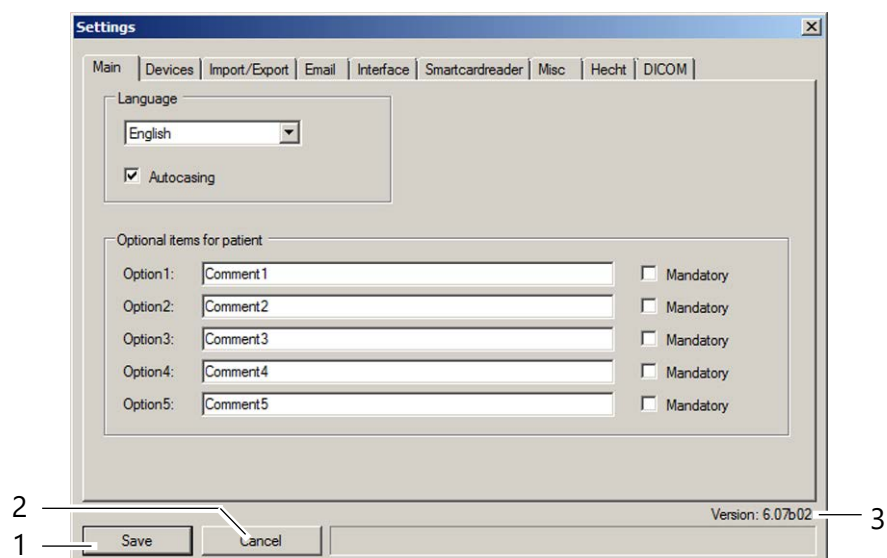 Settings
Main Devices Import/Export Email Interface Smartcardreader Misc Hecht DICOM
Language
English
Autocasing
Optional items for patient
Option1: Comment1 Mandatory
Option2: Comment2 Mandatory
Option3: Comment3 Mandatory
Option4: Comment4 Mandatory
Option5: Comment5 Mandatory
2
Version: 6.07b02 3
1 Save Cancel